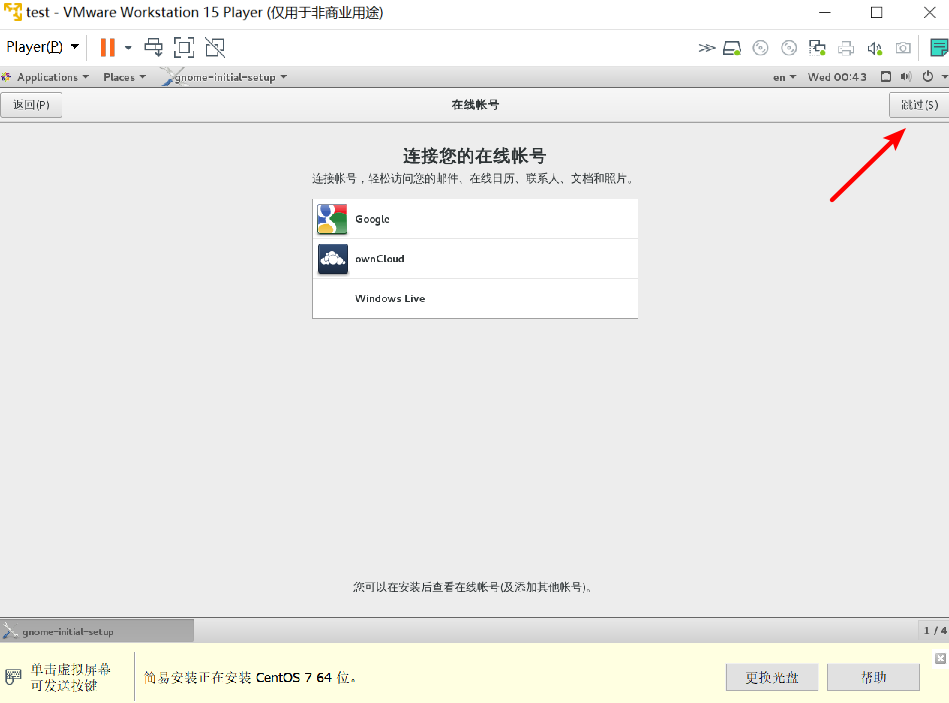 test - VMware Workstation 15 Player (仅用于非商业用途)
Player(P)
Applications Places gnome-initial-setup en Wed 00:43
返回(P) 在线帐号 跳过(S)
连接您的在线帐号
连接帐号，轻松访问您的邮件、在线日历、联系人、文档和照片。
Google
ownCloud
Windows Live
您可以在安装后查看在线帐号(及添加其他帐号)。
gnome-initial-setup 1 / 4
单击虚拟屏幕
可发送按键
简易安装正在安装 CentOS 7 64 位。
更换光盘 帮助